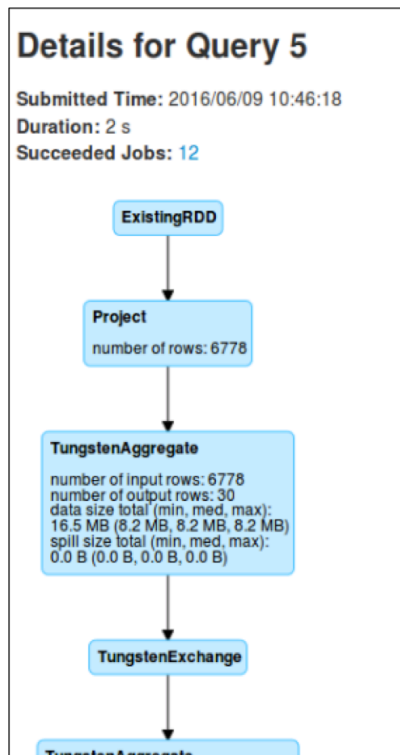 Details for Query 5
Submitted Time: 2016/06/09 10:46:18
Duration: 2 s
Succeeded Jobs: 12
ExistingRDD
Project
number of rows: 6778
TungstenAggregate
number of input rows: 6778
number of output rows: 30
data size total (min, med, max):
16.5 MB (8.2 MB, 8.2 MB, 8.2 MB)
spill size total (min, med, max):
0.0 B (0.0 B, 0.0 B, 0.0 B)
TungstenExchange
TungstenAggregate